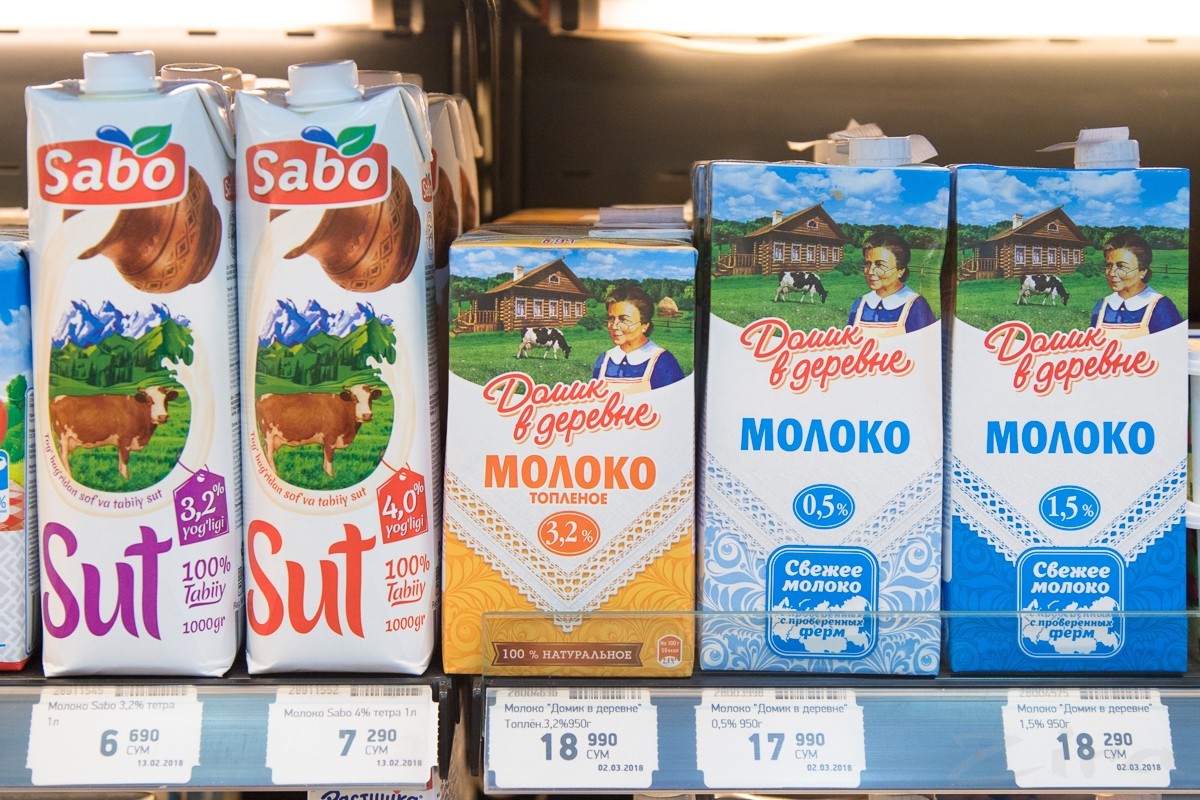 Sabo
Tog' bag'ridan sof va tabiiy sut
3,2%
yog'ligi
Sut
100%
Tabiiy
1000gr
Sabo
Tog' bag'ridan sof va tabiiy sut
4,0%
yog'ligi
Sut
100%
Tabiiy
1000gr
Домик
в деревне
МОЛОКО
ТОПЛЕНОЕ
3,2%
100 % НАТУРАЛЬНОЕ
Домик
в деревне
МОЛОКО
0,5%
Свежее
молоко
с проверенных
ферм
Домик
в деревне
МОЛОКО
1,5%
Свежее
молоко
с проверенных
ферм
28911545
Молоко Sabo 3,2% тетра
1л
6 690
СУМ
13.02.2018
28911552
Молоко Sabo 4% тетра 1л
7 290
СУМ
13.02.2018
Молоко "Домик в деревне"
Топлён.3,2%950г
18 990
СУМ
02.03.2018
Молоко "Домик в деревне"
0,5% 950г
17 990
СУМ
02.03.2018
Молоко "Домик в деревне"
1,5% 950г
18 290
СУМ
02.03.2018
Растишка